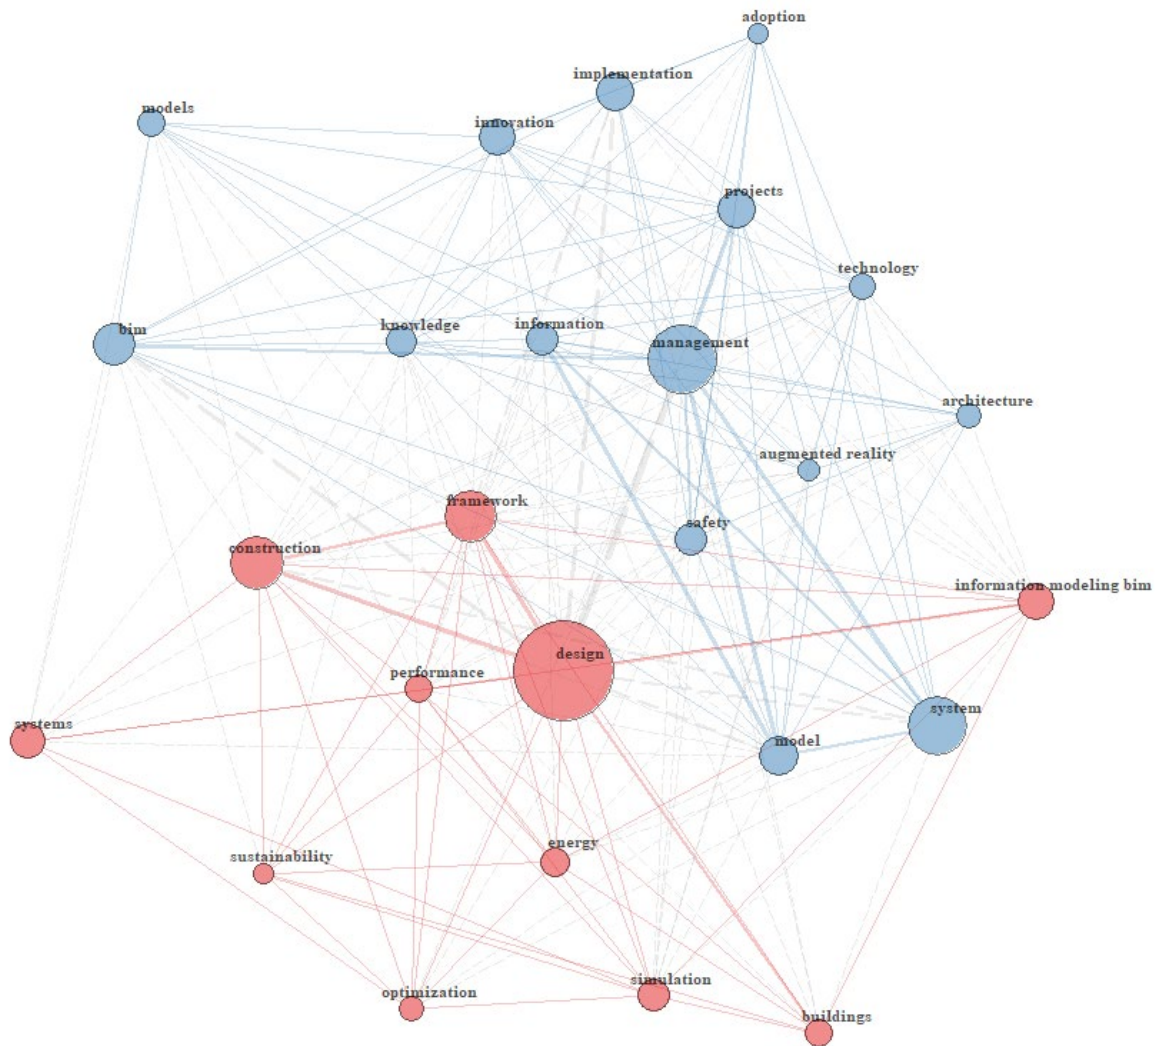 adoption
implementation
models
innovation
projects
technology
bim
knowledge
information
management
architecture
augmented reality
framework
safety
construction
information modeling bim
design
performance
systems
system
model
energy
sustainability
simulation
optimization
buildings